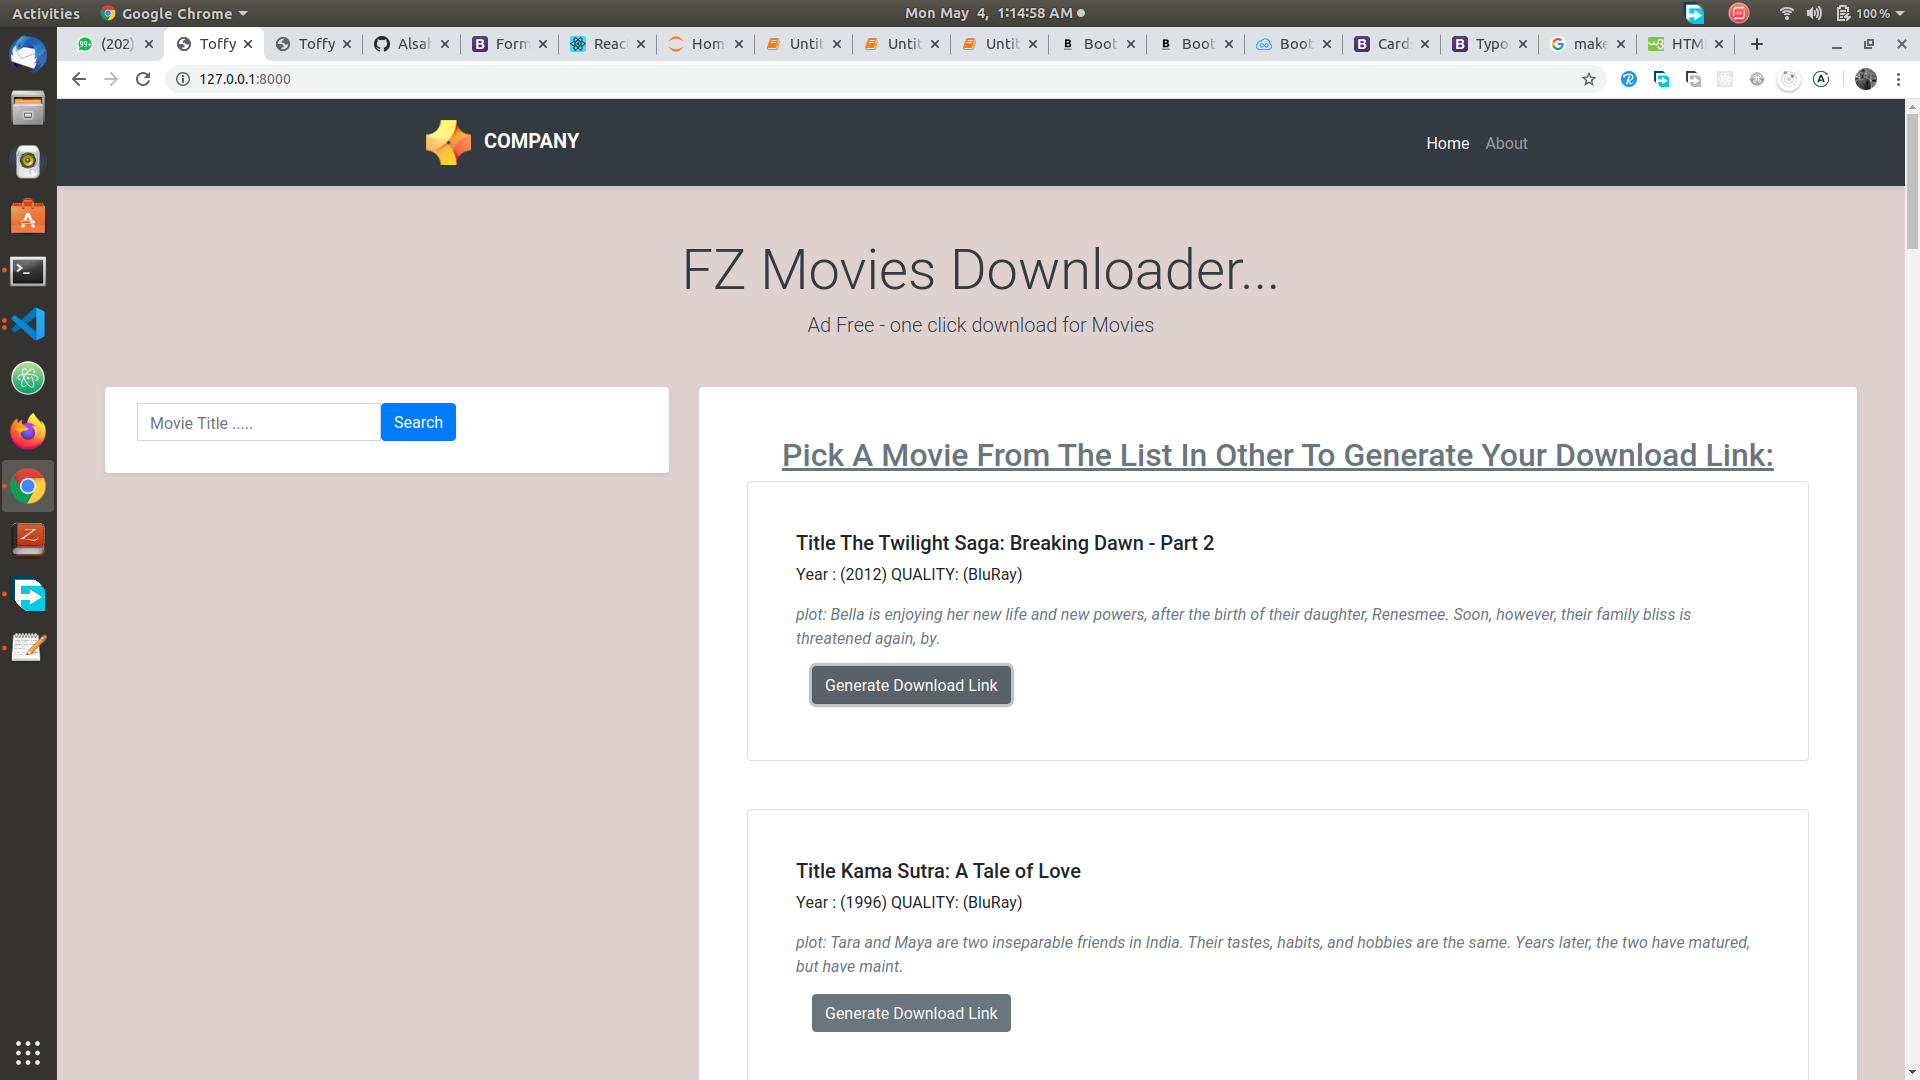 Activities Google Chrome Mon May 4, 1:14:58 AM 100 %
(202) Toffy Toffy Alsa Form Reac Hom Untit Untit Untit Boot Boot Boot Card Typo make HTM
127.0.0.1:8000
COMPANY Home About
FZ Movies Downloader...
Ad Free - one click download for Movies
Movie Title ..... Search
Pick A Movie From The List In Other To Generate Your Download Link:
Title The Twilight Saga: Breaking Dawn - Part 2
Year : (2012) QUALITY: (BluRay)
plot: Bella is enjoying her new life and new powers, after the birth of their daughter, Renesmee. Soon, however, their family bliss is
threatened again, by.
Generate Download Link
Title Kama Sutra: A Tale of Love
Year : (1996) QUALITY: (BluRay)
plot: Tara and Maya are two inseparable friends in India. Their tastes, habits, and hobbies are the same. Years later, the two have matured,
but have maint.
Generate Download Link